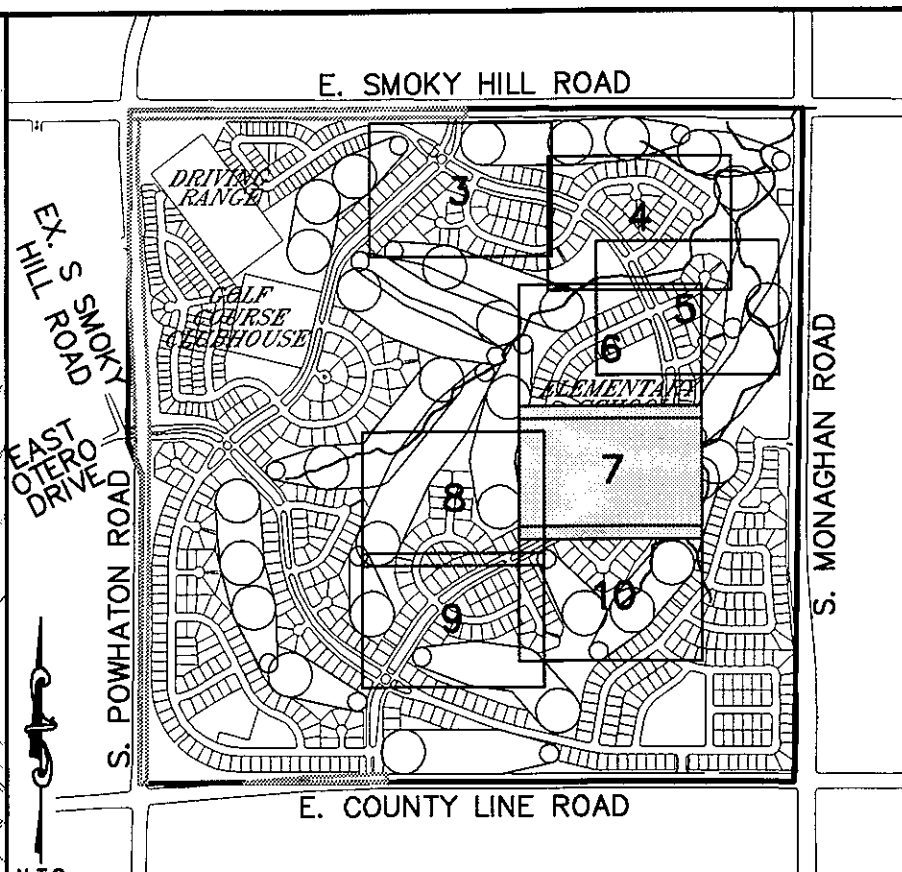 E. SMOKY HILL ROAD
DRIVING
RANGE
3
4
EX. S SMOKY
HILL ROAD
GOLF
COURSE
CLUBHOUSE
5
6
ELEMENTARY
S. MONAGHAN ROAD
EAST
OTERO
DRIVE
7
8
S. POWHATON ROAD
10
9
E. COUNTY LINE ROAD